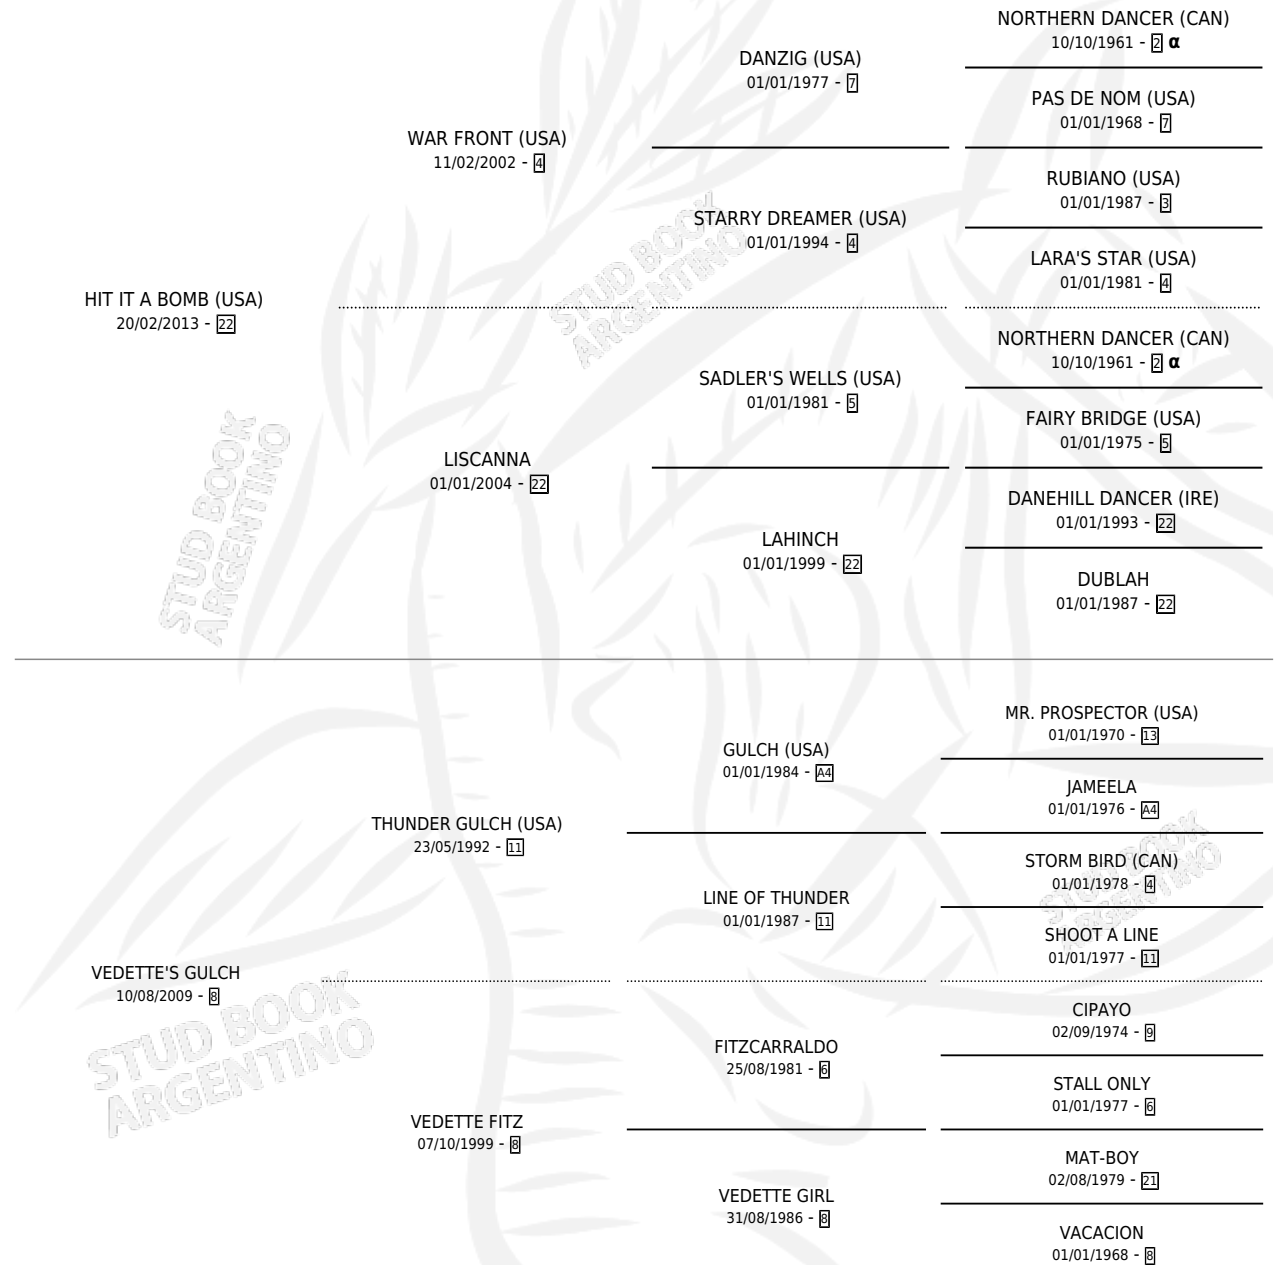 NORTHERN DANCER (CAN)
10/10/1961 - 2 α
DANZIG (USA)
01/01/1977 - 7
PAS DE NOM (USA)
01/01/1968 - 7
WAR FRONT (USA)
11/02/2002 - 4
RUBIANO (USA)
01/01/1987 - 3
STARRY DREAMER (USA)
01/01/1994 - 4
LARA'S STAR (USA)
01/01/1981 - 4
HIT IT A BOMB (USA)
20/02/2013 - 22
NORTHERN DANCER (CAN)
10/10/1961 - 2 α
SADLER'S WELLS (USA)
01/01/1981 - 5
FAIRY BRIDGE (USA)
01/01/1975 - 5
LISCANNA
01/01/2004 - 22
DANEHILL DANCER (IRE)
01/01/1993 - 22
LAHINCH
01/01/1999 - 22
DUBLAH
01/01/1987 - 22
MR. PROSPECTOR (USA)
01/01/1970 - 13
GULCH (USA)
01/01/1984 - A4
JAMEELA
01/01/1976 - A4
THUNDER GULCH (USA)
23/05/1992 - 11
STORM BIRD (CAN)
01/01/1978 - 4
LINE OF THUNDER
01/01/1987 - 11
SHOOT A LINE
01/01/1977 - 11
VEDETTE'S GULCH
10/08/2009 - 8
CIPAYO
02/09/1974 - 9
FITZCARRALDO
25/08/1981 - 6
STALL ONLY
01/01/1977 - 6
VEDETTE FITZ
07/10/1999 - 8
MAT-BOY
02/08/1979 - 21
VEDETTE GIRL
31/08/1986 - 8
VACACION
01/01/1968 - 8
STUD BOOK
ARGENTINO
STUD BOOK
ARGENTINO
STUD BOOK
ARGENTINO
STUD BOOK
ARGENTINO